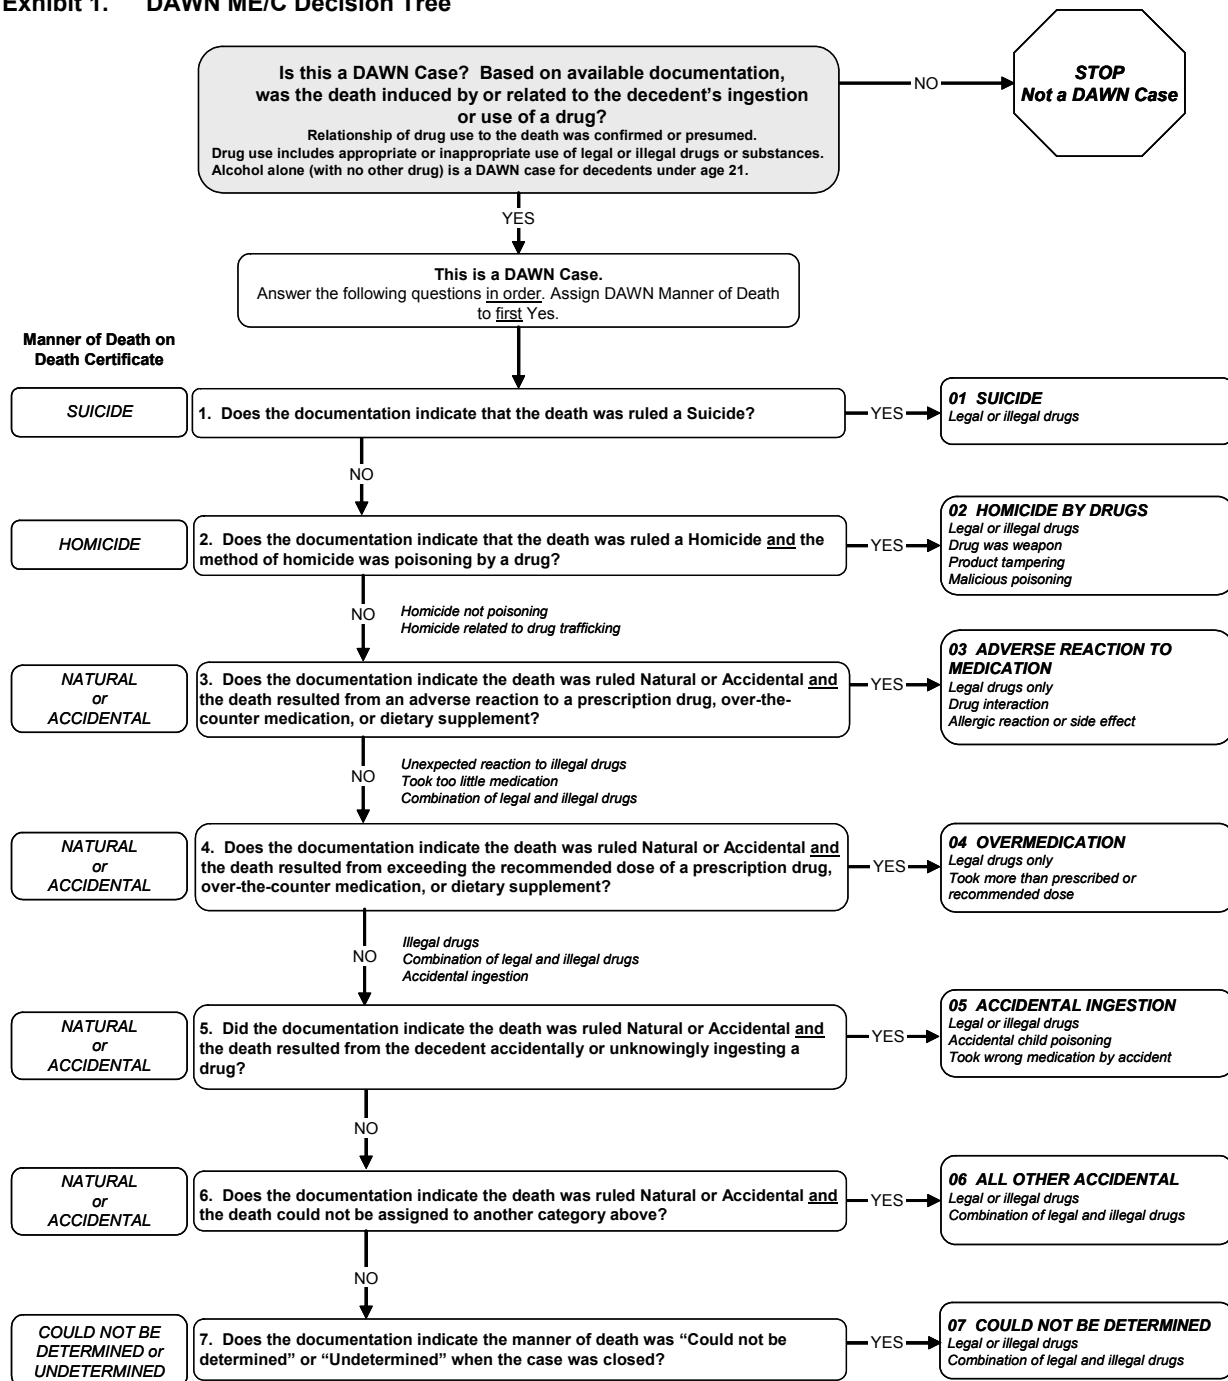 Exhibit 1. DAWN ME/C Decision Tree
Is this a DAWN Case? Based on available documentation,
was the death induced by or related to the decedent's ingestion
or use of a drug?
Relationship of drug use to the death was confirmed or presumed.
Drug use includes appropriate or inappropriate use of legal or illegal drugs or substances.
Alcohol alone (with no other drug) is a DAWN case for decedents under age 21.
NO
STOP
Not a DAWN Case
YES
This is a DAWN Case.
Answer the following questions in order. Assign DAWN Manner of Death
to first Yes.
Manner of Death on
Death Certificate
SUICIDE
1. Does the documentation indicate that the death was ruled a Suicide?
YES
01 SUICIDE
Legal or illegal drugs
NO
HOMICIDE
2. Does the documentation indicate that the death was ruled a Homicide and the
method of homicide was poisoning by a drug?
YES
02 HOMICIDE BY DRUGS
Legal or illegal drugs
Drug was weapon
Product tampering
Malicious poisoning
NO
Homicide not poisoning
Homicide related to drug trafficking
NATURAL
or
ACCIDENTAL
3. Does the documentation indicate the death was ruled Natural or Accidental and
the death resulted from an adverse reaction to a prescription drug, over-the-
counter medication, or dietary supplement?
YES
03 ADVERSE REACTION TO
MEDICATION
Legal drugs only
Drug interaction
Allergic reaction or side effect
NO
Unexpected reaction to illegal drugs
Took too little medication
Combination of legal and illegal drugs
NATURAL
or
ACCIDENTAL
4. Does the documentation indicate the death was ruled Natural or Accidental and
the death resulted from exceeding the recommended dose of a prescription drug,
over-the-counter medication, or dietary supplement?
YES
04 OVERMEDICATION
Legal drugs only
Took more than prescribed or
recommended dose
NO
Illegal drugs
Combination of legal and illegal drugs
Accidental ingestion
NATURAL
or
ACCIDENTAL
5. Did the documentation indicate the death was ruled Natural or Accidental and
the death resulted from the decedent accidentally or unknowingly ingesting a
drug?
YES
05 ACCIDENTAL INGESTION
Legal or illegal drugs
Accidental child poisoning
Took wrong medication by accident
NO
NATURAL
or
ACCIDENTAL
6. Does the documentation indicate the death was ruled Natural or Accidental and
the death could not be assigned to another category above?
YES
06 ALL OTHER ACCIDENTAL
Legal or illegal drugs
Combination of legal and illegal drugs
NO
COULD NOT BE
DETERMINED or
UNDETERMINED
7. Does the documentation indicate the manner of death was “Could not be
determined” or “Undetermined” when the case was closed?
YES
07 COULD NOT BE DETERMINED
Legal or illegal drugs
Combination of legal and illegal drugs